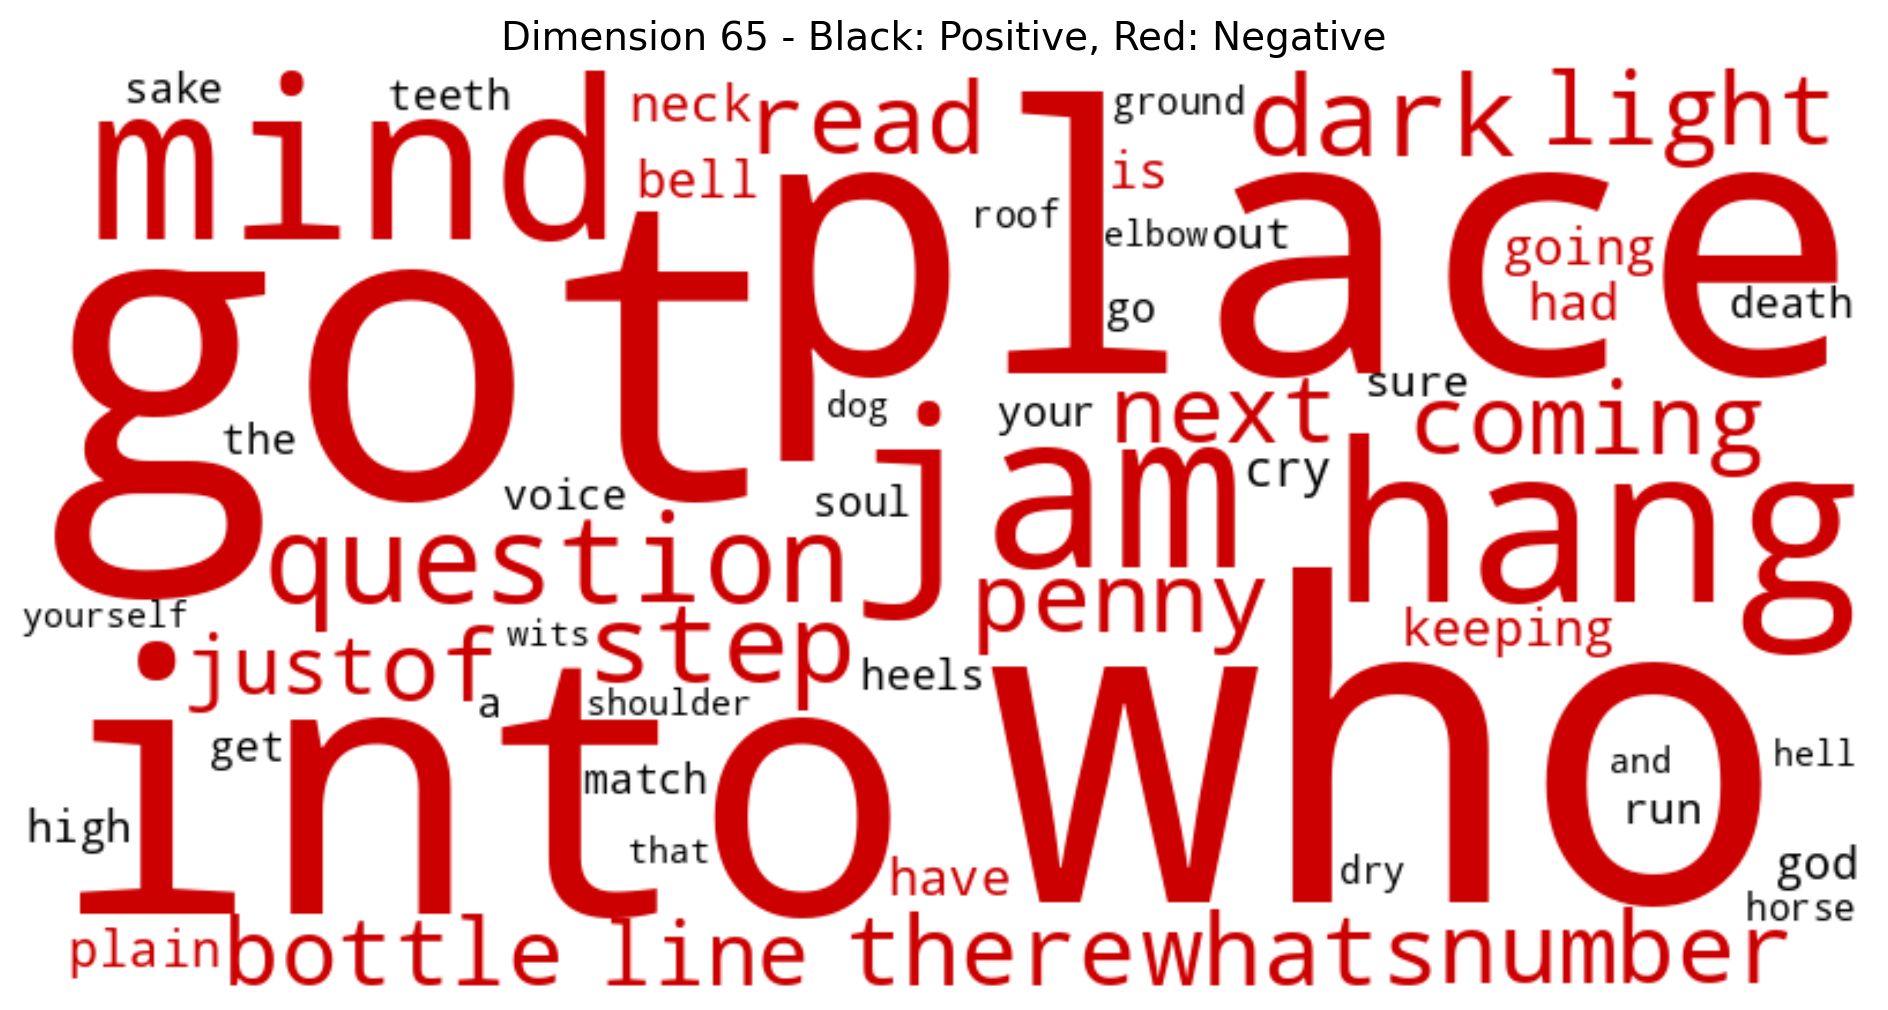 Dimension 65 - Black: Positive, Red: Negative
sake teeth neck read ground dark light
mind bell is
place roof elbow out going
got go had death
dog your next sure coming
the jam cry hang
voice soul
question penny
yourself wits step keeping
just of heels who
into a shoulder
get match and hell
high that run
have dry god
horse
plain bottle line there whats number